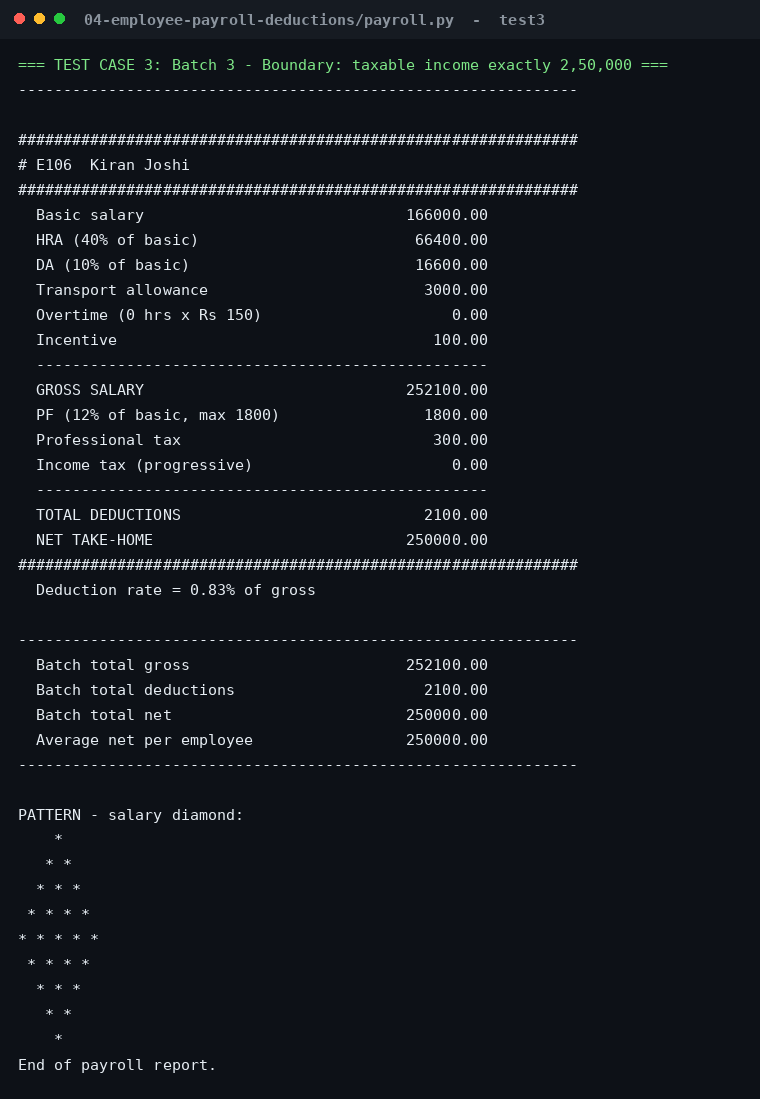 04-employee-payroll-deductions/payroll.py  -  test3
=== TEST CASE 3: Batch 3 - Boundary: taxable income exactly 2,50,000 ===
--------------------------------------------------------------
##############################################################
# E106  Kiran Joshi
##############################################################
  Basic salary                             166000.00
  HRA (40% of basic)                        66400.00
  DA (10% of basic)                         16600.00
  Transport allowance                        3000.00
  Overtime (0 hrs x Rs 150)                     0.00
  Incentive                                   100.00
  --------------------------------------------------
  GROSS SALARY                             252100.00
  PF (12% of basic, max 1800)                1800.00
  Professional tax                            300.00
  Income tax (progressive)                      0.00
  --------------------------------------------------
  TOTAL DEDUCTIONS                           2100.00
  NET TAKE-HOME                            250000.00
##############################################################
  Deduction rate = 0.83% of gross
--------------------------------------------------------------
  Batch total gross                        252100.00
  Batch total deductions                     2100.00
  Batch total net                          250000.00
  Average net per employee                 250000.00
--------------------------------------------------------------
PATTERN - salary diamond:
    *
   * *
  * * *
 * * * *
* * * * *
 * * * *
  * * *
   * *
    *
End of payroll report.